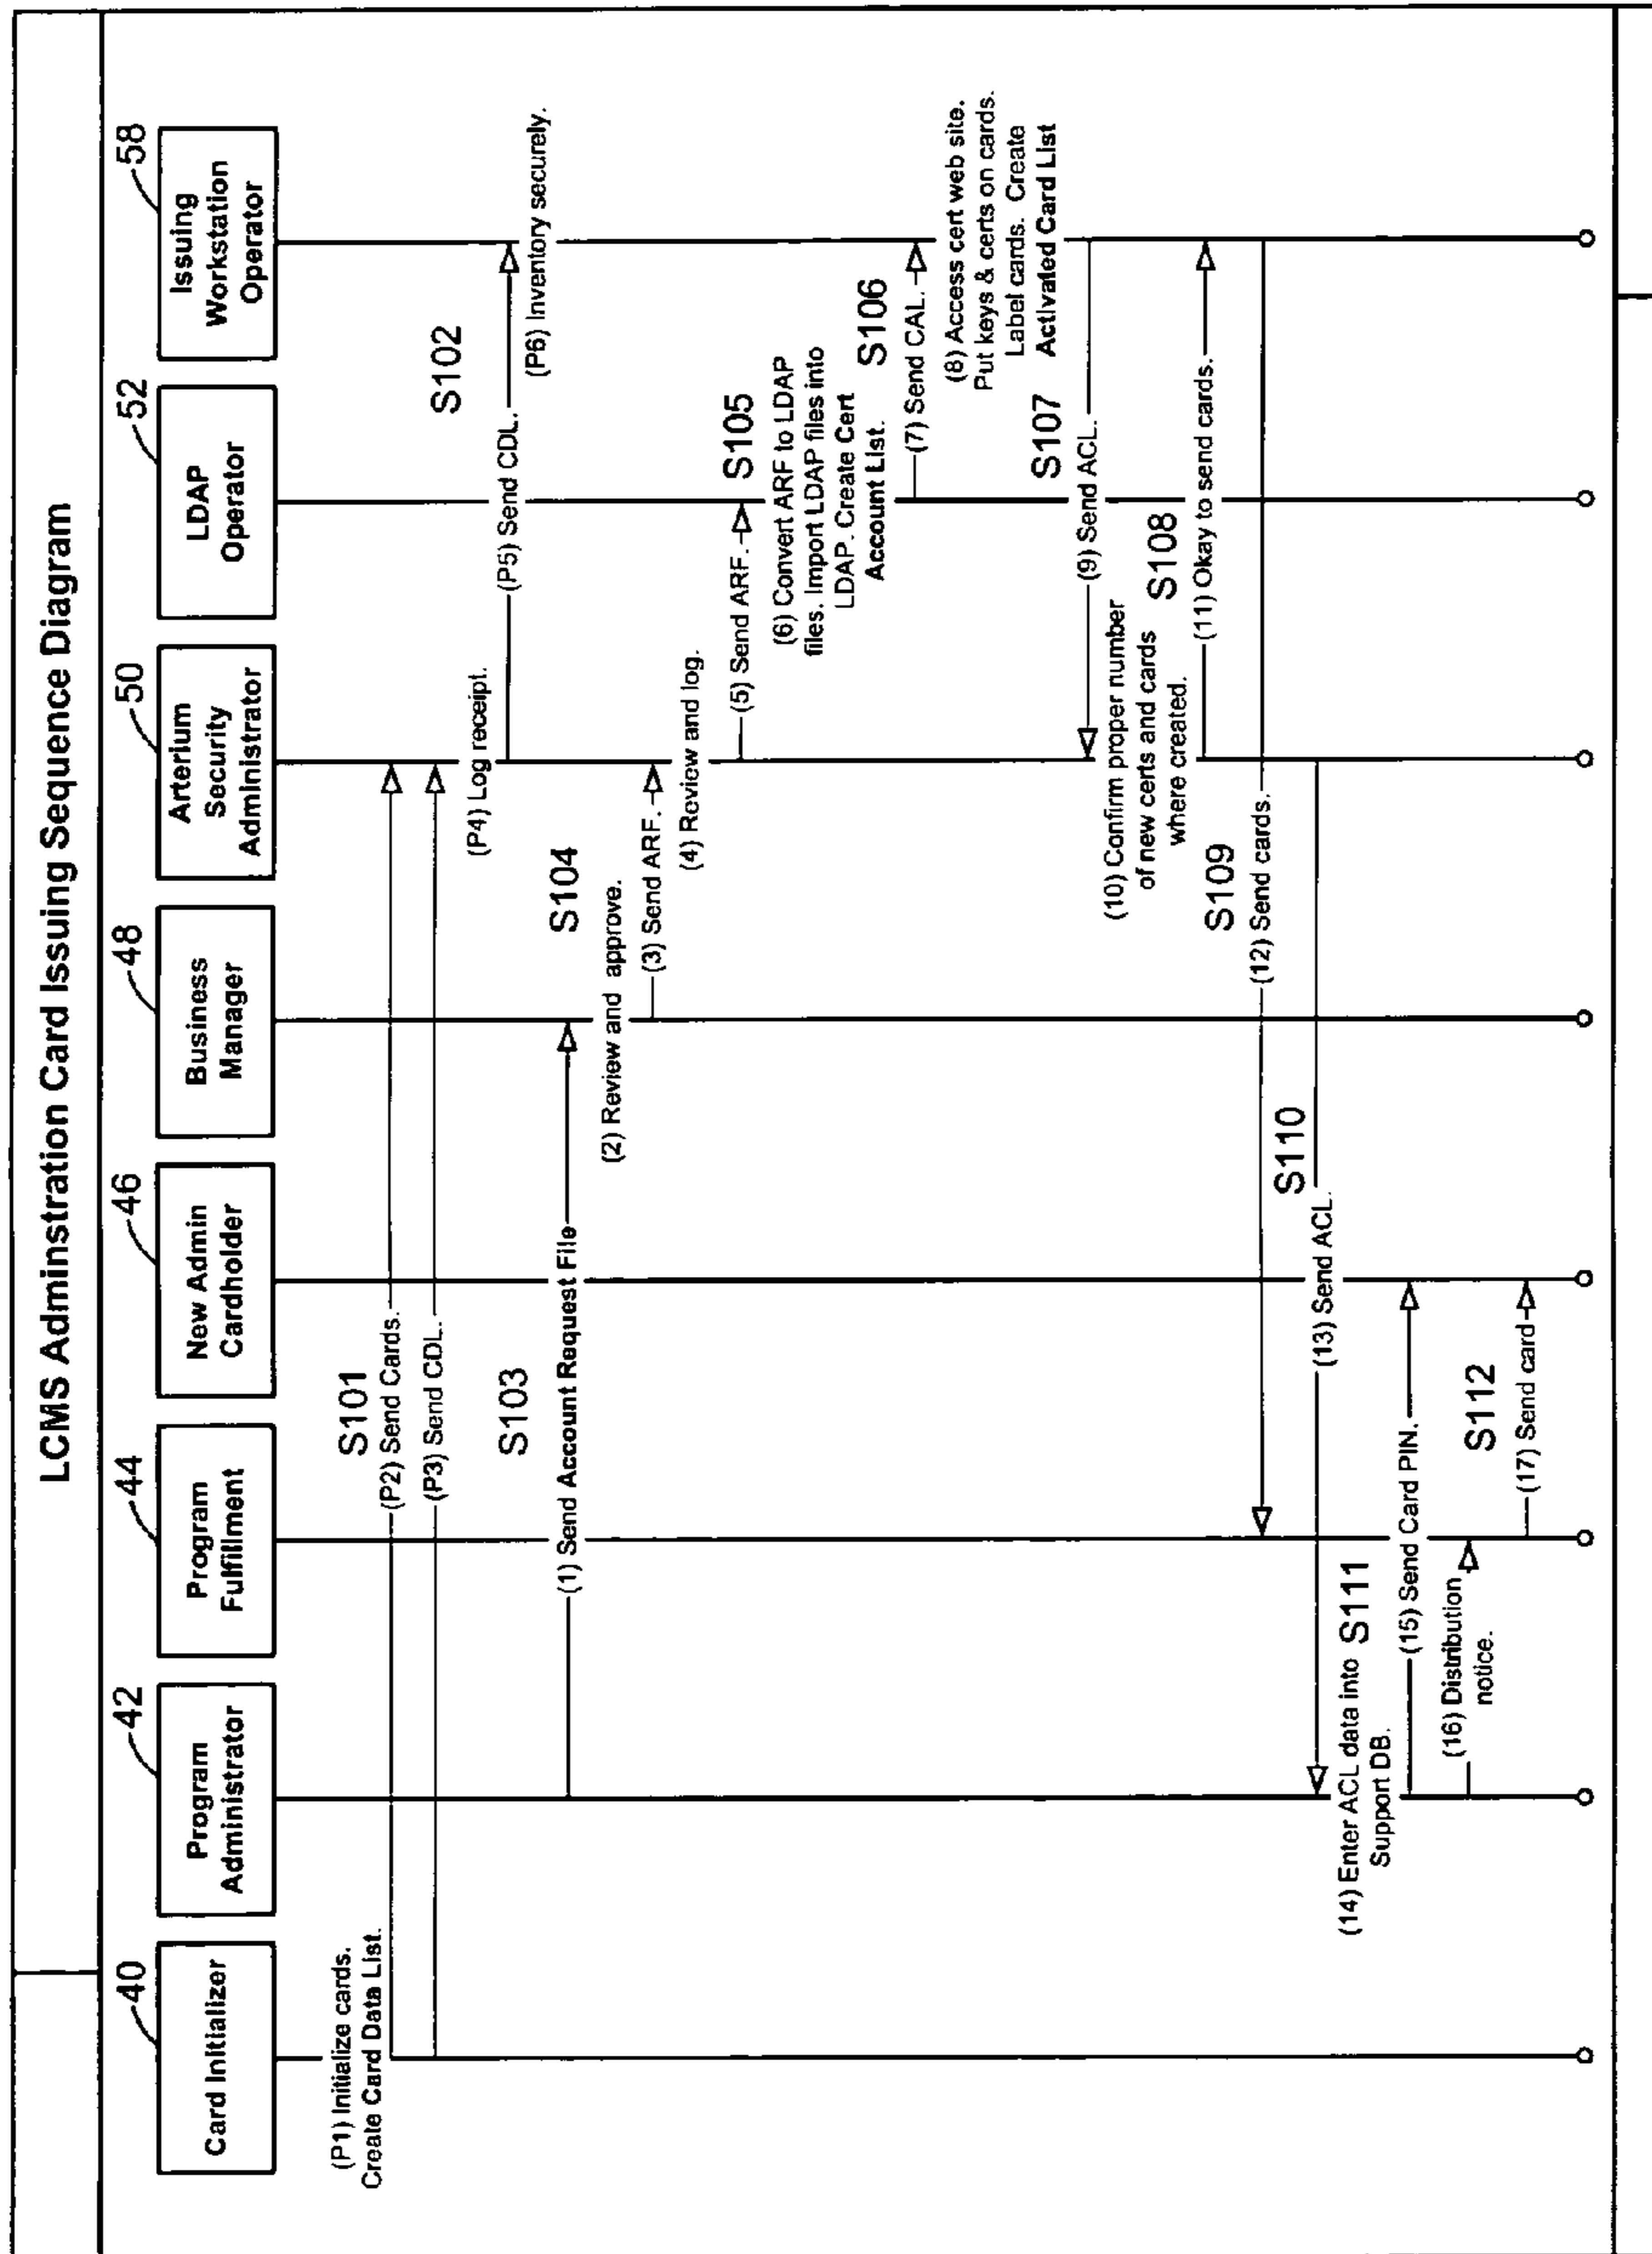 LCMS Adminstration Card Issuing Sequence Diagram
40
42
44
46
48
50
52
58
Card Initializer
Program
Administrator
Program
Fulfillment
New Admin
Cardholder
Business
Manager
Arterium
Security
Administrator
LDAP
Operator
Issuing
Workstation
Operator
(P1) Initialize cards.
Create Card Data List.
S101
(P2) Send Cards.
(P3) Send CDL.
(P4) Log receipt.
S102
(P5) Send CDL.
(P6) Inventory securely.
S103
(1) Send Account Request File
S104
(2) Review and approve.
(3) Send ARF.
(4) Review and log.
S105
(5) Send ARF.
(6) Convert ARF to LDAP
files. Import LDAP files into
LDAP. Create Cert
Account List.
S106
(7) Send CAL.
(8) Access cert web site.
Put keys & certs on cards.
Label cards. Create
Activated Card List
S107
(9) Send ACL.
(10) Confirm proper number
of new certs and cards
where created.
S108
(11) Okay to send cards.
S109
(12) Send cards.
S110
(13) Send ACL.
(14) Enter ACL data into
Support DB.
S111
(15) Send Card PIN.
(16) Distribution
notice.
S112
(17) Send card